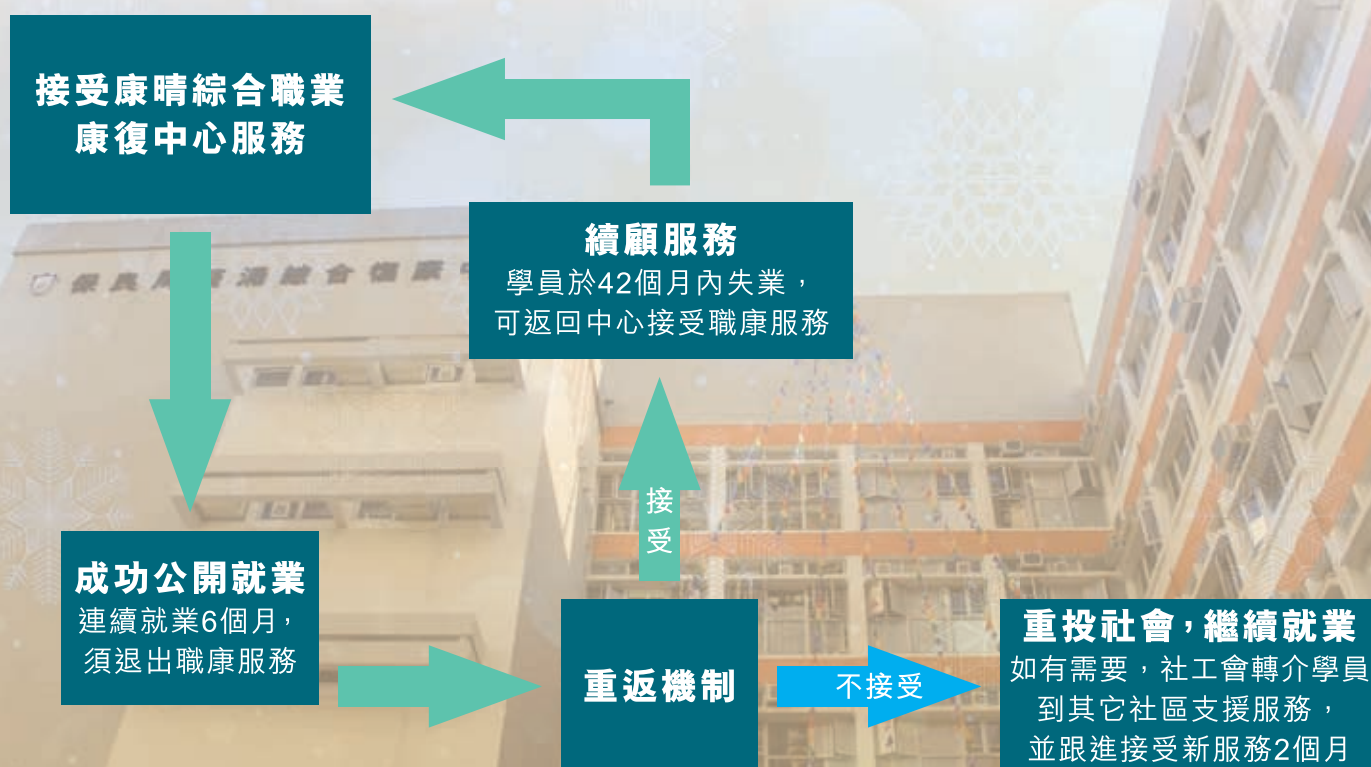 接受康晴綜合職業
康復中心服務
續顧服務
學員於42個月內失業，
可返回中心接受職康服務
接
受
成功公開就業
連續就業6個月，
須退出職康服務
重返機制
不接受
重投社會，繼續就業
如有需要，社工會轉介學員
到其它社區支援服務，
並跟進接受新服務2個月